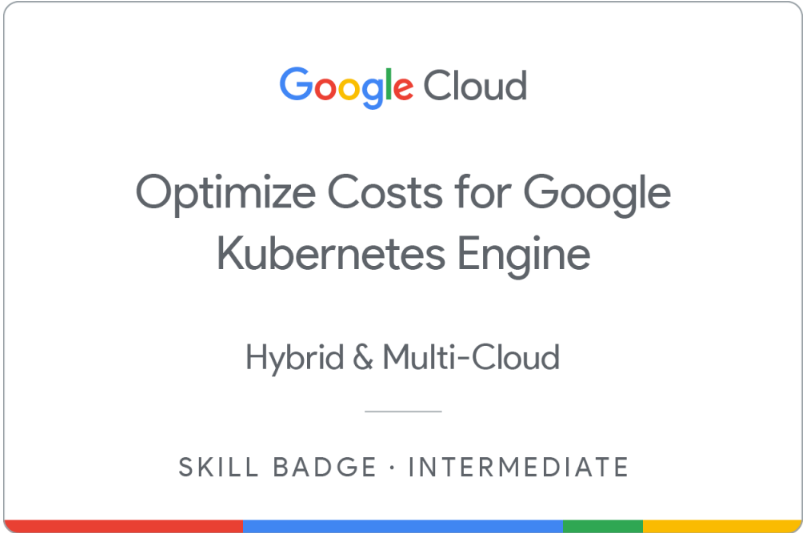 Google Cloud
Optimize Costs for Google
Kubernetes Engine
Hybrid & Multi-Cloud
SKILL BADGE · INTERMEDIATE